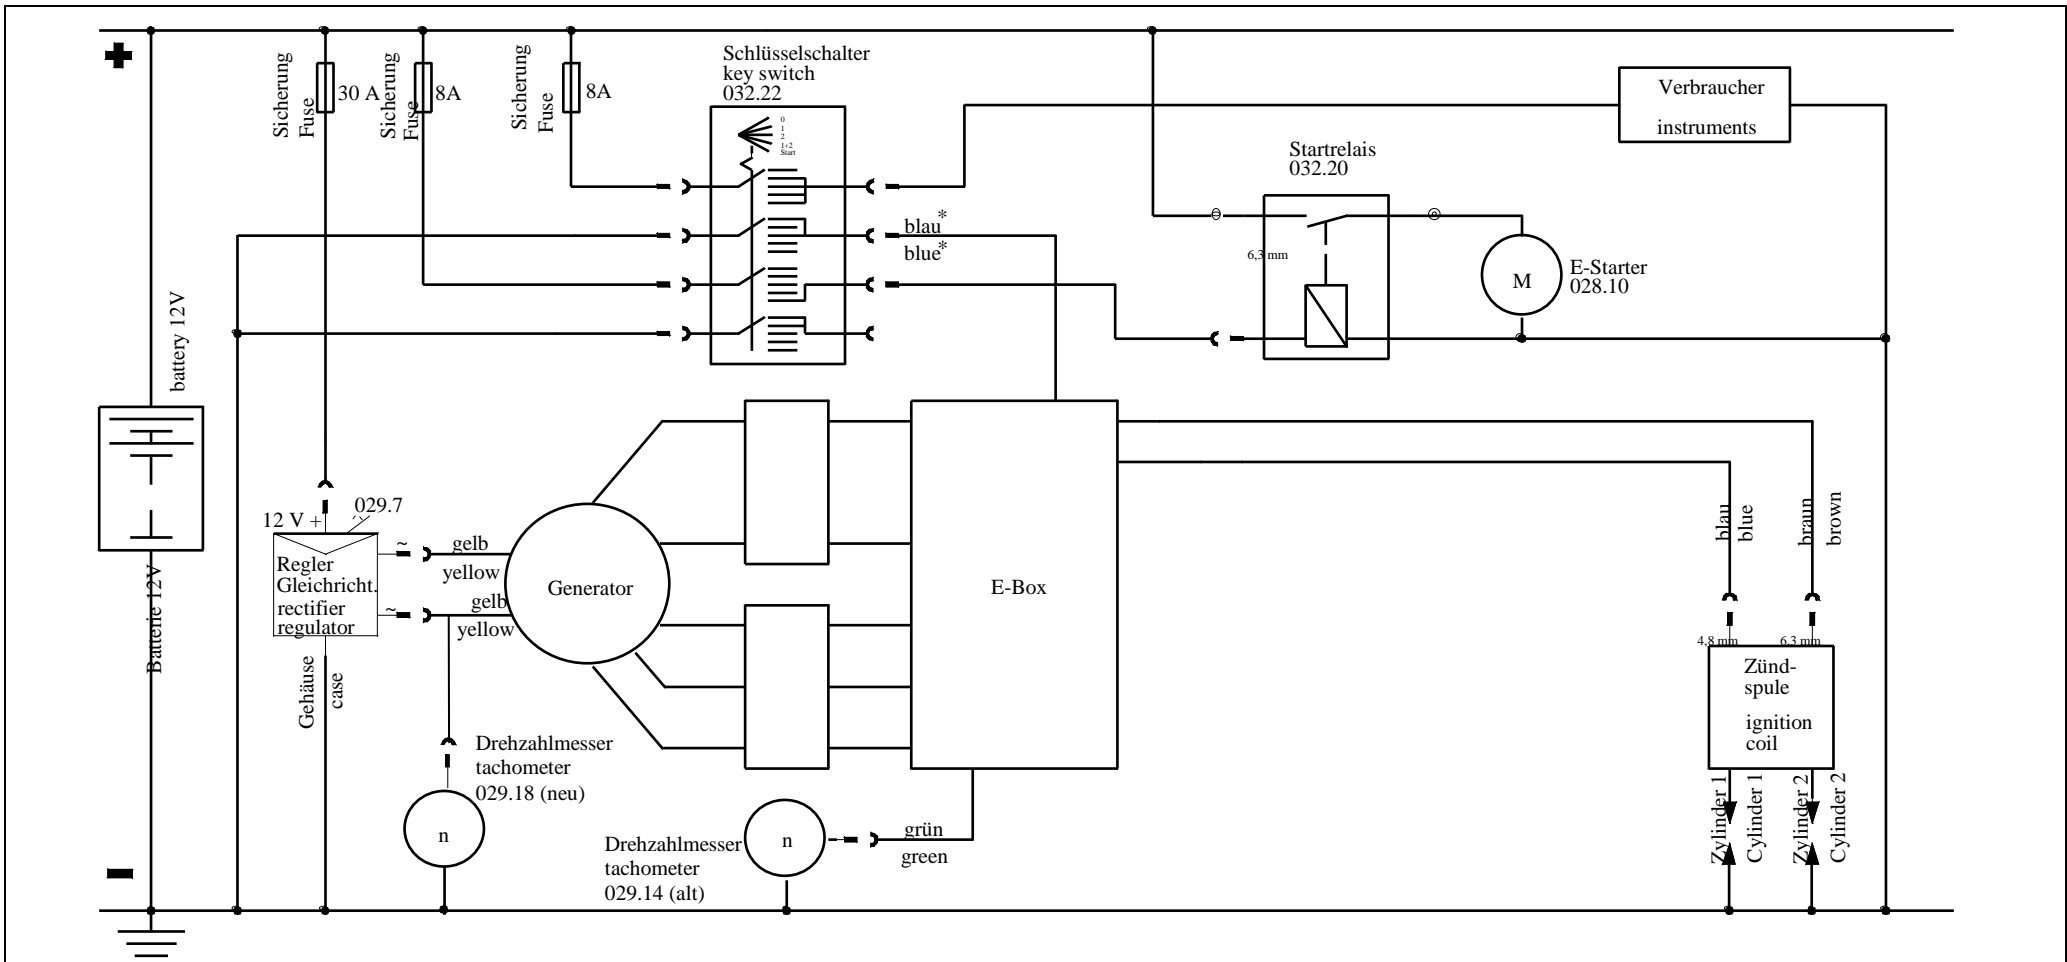 Sicherung
Fuse
30 A
Sicherung
Fuse
8A
Sicherung
Fuse
8A
Schlüsselschalter
key switch
032.22
0
1
2
1+2
Start
Verbraucher
instruments
Startrelais
032.20
6,3 mm
M
E-Starter
028.10
blau*
blue*
battery 12V
Batterie 12V
12 V +
029.7
Regler
Gleichricht.
rectifier
regulator
~
~
gelb
yellow
gelb
yellow
Generator
E-Box
Gehäuse
case
Drehzahlmesser
tachometer
029.18 (neu)
n
Drehzahlmesser
tachometer
029.14 (alt)
n
grün
green
blau
blue
braun
brown
4,8 mm
6,3 mm
Zünd-
spule
ignition
coil
Zylinder 1
Cylinder 1
Zylinder 2
Cylinder 2